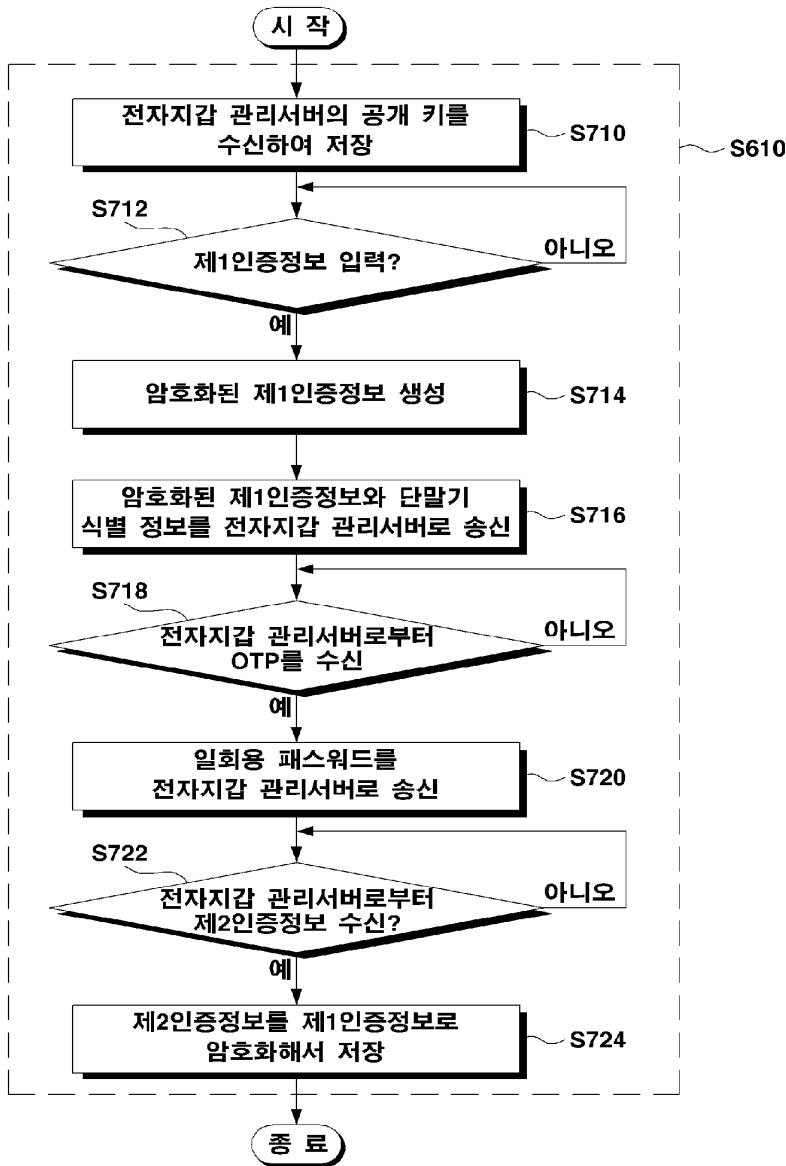 시 작
전자지갑 관리서버의 공개 키를
수신하여 저장
S710
S610
S712
제1인증정보 입력?
아니오
예
암호화된 제1인증정보 생성
S714
암호화된 제1인증정보와 단말기
식별 정보를 전자지갑 관리서버로 송신
S716
S718
전자지갑 관리서버로부터
OTP를 수신
아니오
예
일회용 패스워드를
전자지갑 관리서버로 송신
S720
S722
전자지갑 관리서버로부터
제2인증정보 수신?
아니오
예
제2인증정보를 제1인증정보로
암호화해서 저장
S724
종 료